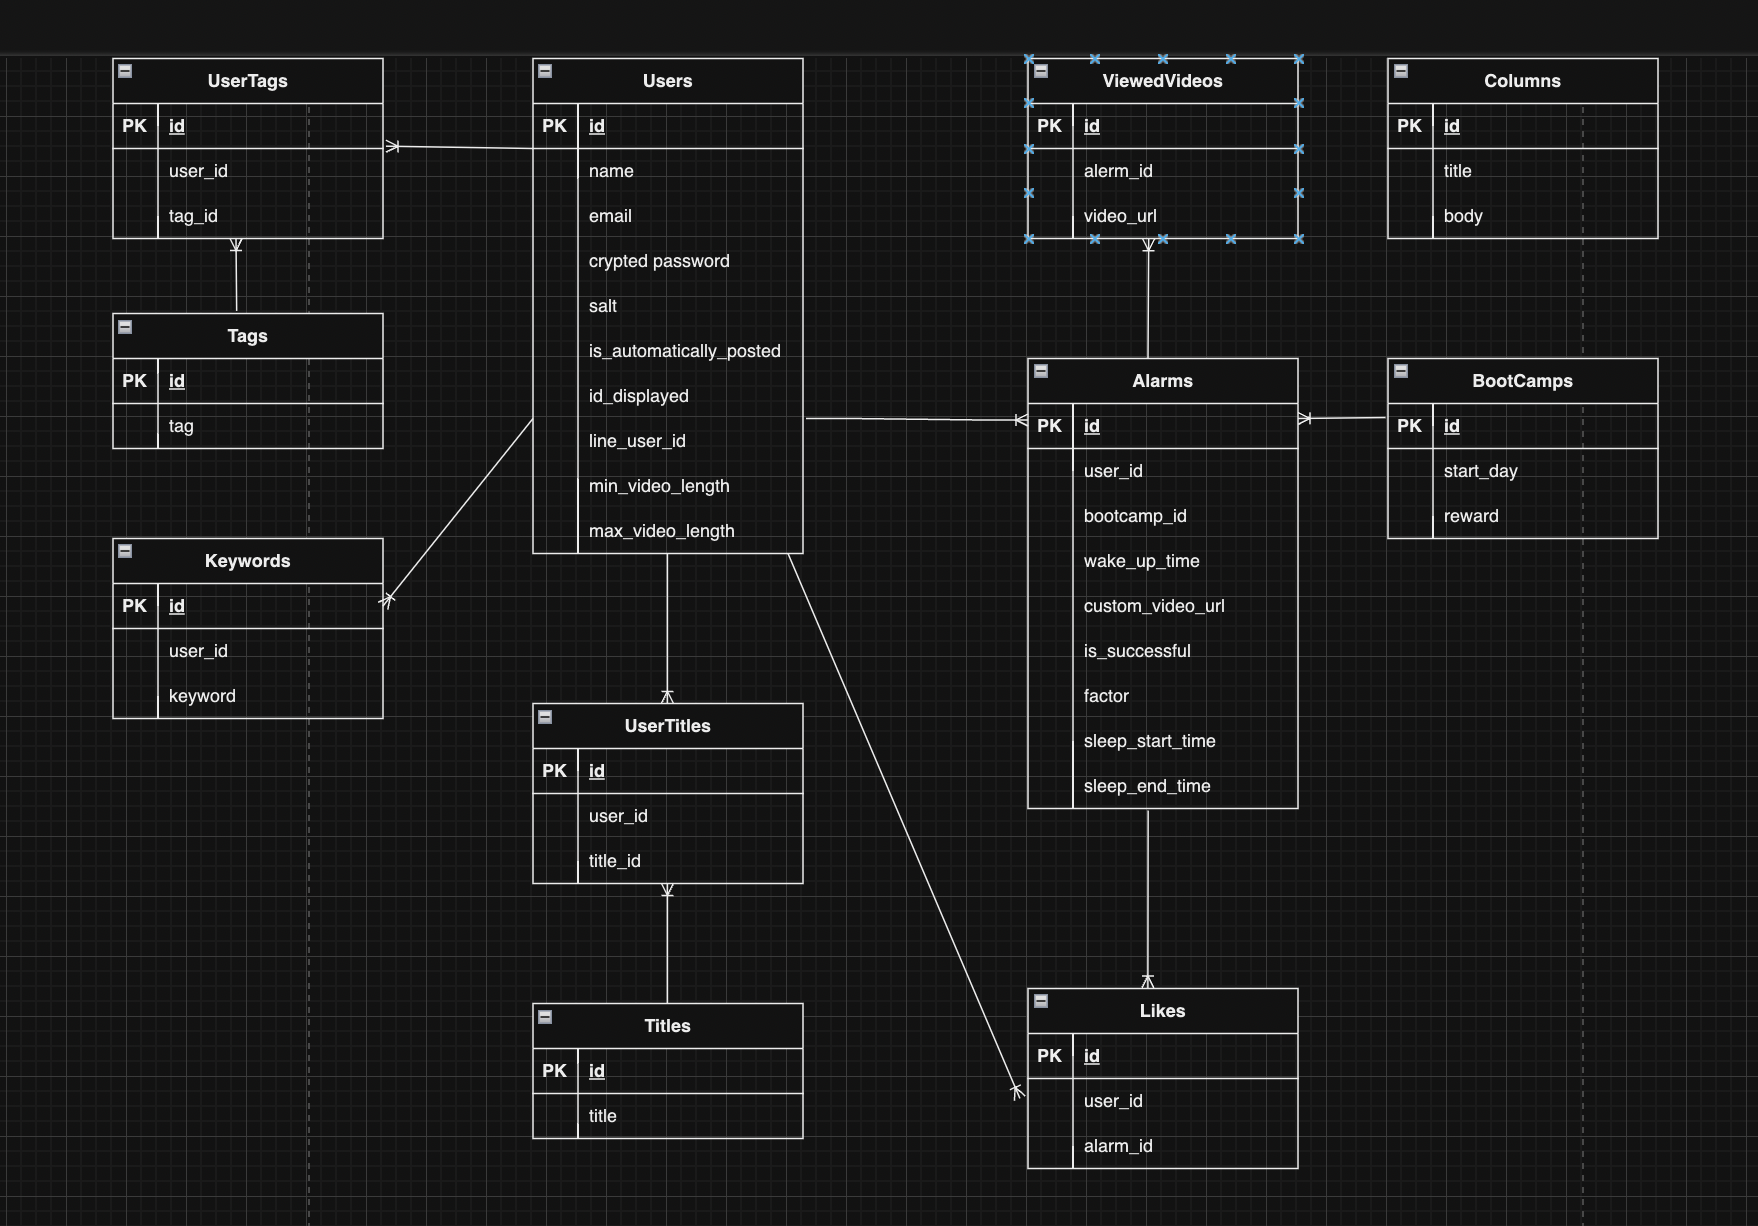 UserTags
PK id
user_id
tag_id
Tags
PK id
tag
Keywords
PK id
user_id
keyword
Users
PK id
name
email
crypted password
salt
is_automatically_posted
id_displayed
line_user_id
min_video_length
max_video_length
UserTitles
PK id
user_id
title_id
Titles
PK id
title
ViewedVideos
PK id
alerm_id
video_url
Alarms
PK id
user_id
bootcamp_id
wake_up_time
custom_video_url
is_successful
factor
sleep_start_time
sleep_end_time
Likes
PK id
user_id
alarm_id
Columns
PK id
title
body
BootCamps
PK id
start_day
reward